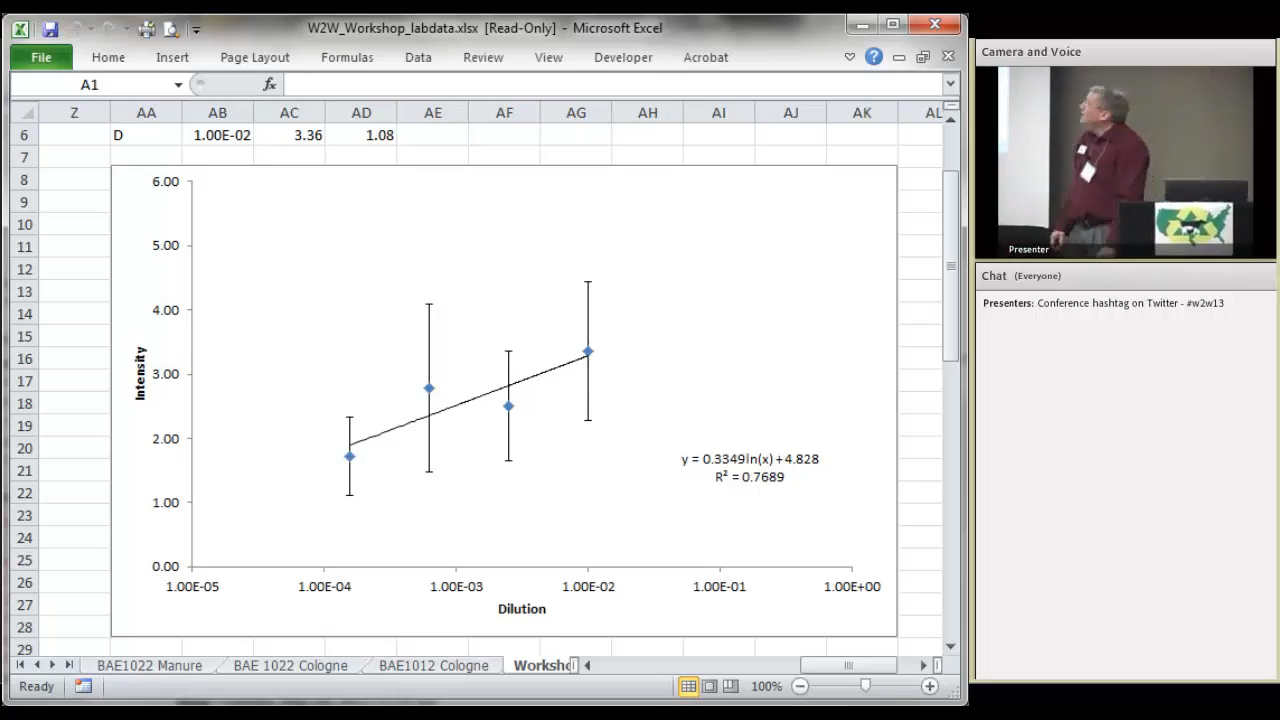 W2W_Workshop_labdata.xlsx [Read-Only] - Microsoft Excel
File Home Insert Page Layout Formulas Data Review View Developer Acrobat
A1 fx
Z AA AB AC AD AE AF AG AH AI AJ AK AL
6 D 1.00E-02 3.36 1.08
7
8
9
10
11
12
13
14
15
16
17
18
19
20
21
22
23
24
25
26
27
28
29
6.00
5.00
4.00
3.00
2.00
1.00
0.00
Intensity
y = 0.3349ln(x) + 4.828
R² = 0.7689
1.00E-05 1.00E-04 1.00E-03 1.00E-02 1.00E-01 1.00E+00
Dilution
BAE1022 Manure BAE 1022 Cologne BAE1012 Cologne Worksho
Ready 100%
Camera and Voice
Presenter
Chat (Everyone)
Presenters: Conference hashtag on Twitter - #w2w13